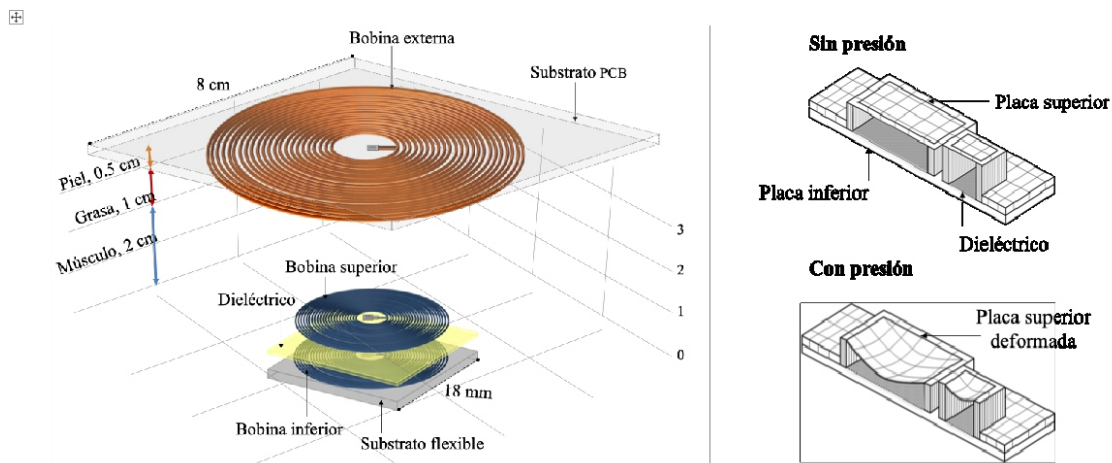 Bobina externa
8 cm
Substrato PCB
Piel, 0.5 cm
Grasa, 1 cm
Músculo, 2 cm
3
2
1
0
Bobina superior
Dieléctrico
18 mm
Bobina inferior
Substrato flexible
Sin presión
Placa superior
Placa inferior
Dieléctrico
Con presión
Placa superior
deformada